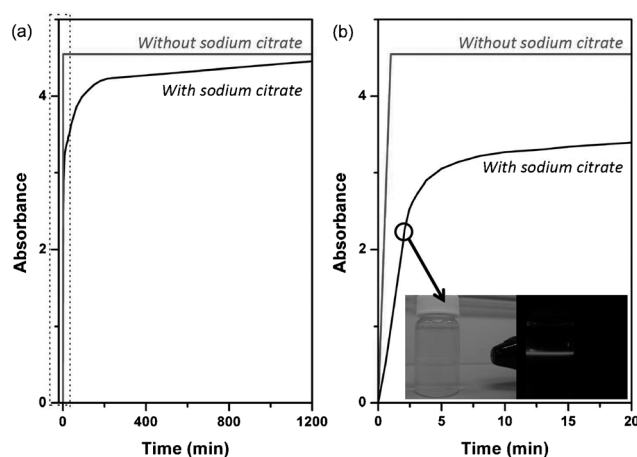 (a)
Without sodium citrate
With sodium citrate
Absorbance
4
2
0
0
400
800
1200
Time (min)
(b)
Without sodium citrate
With sodium citrate
Absorbance
4
2
0
0
5
10
15
20
Time (min)